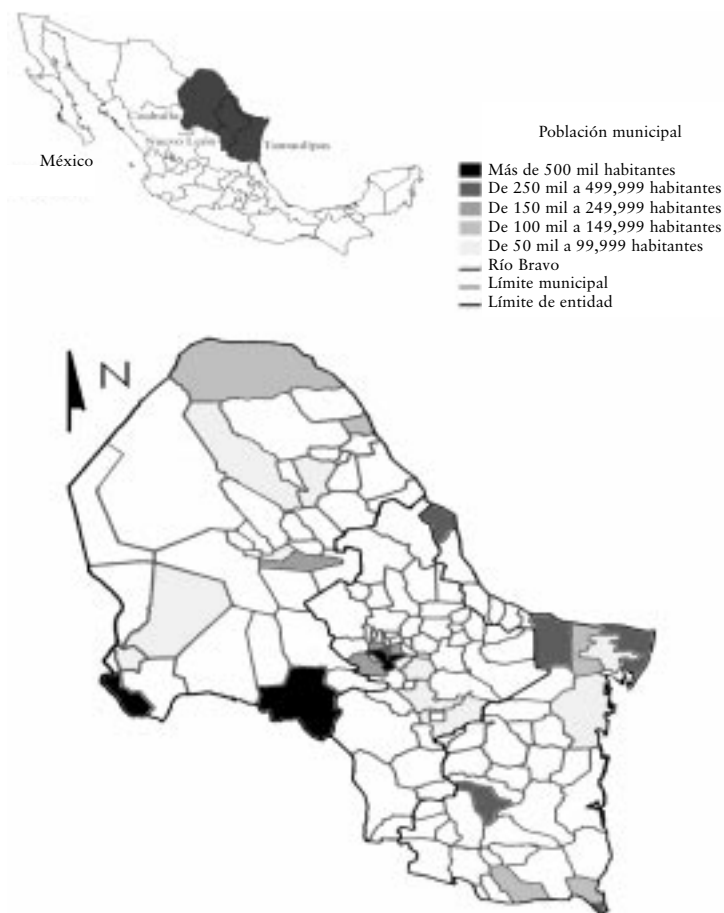 Coahuila
Nuevo León
Tamaulipas
México
Población municipal
Más de 500 mil habitantes
De 250 mil a 499,999 habitantes
De 150 mil a 249,999 habitantes
De 100 mil a 149,999 habitantes
De 50 mil a 99,999 habitantes
Río Bravo
Límite municipal
Límite de entidad
N